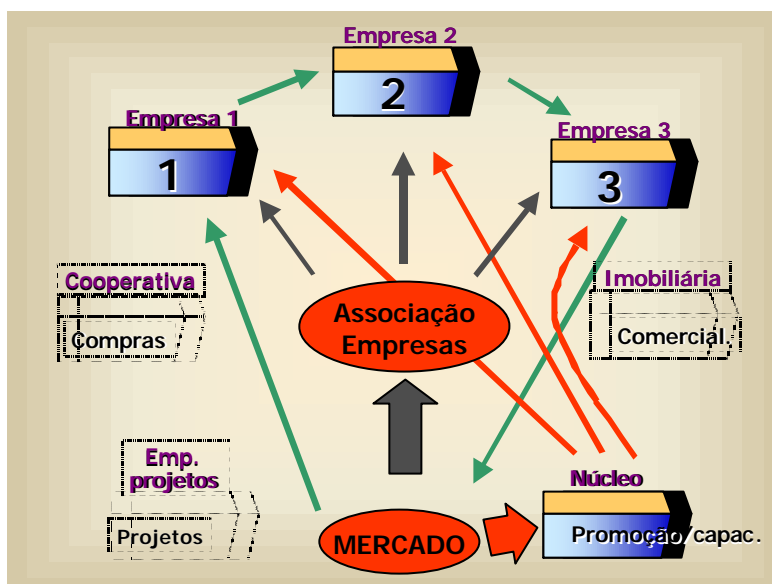 Empresa 2
2
Empresa 1
1
Empresa 3
3
Cooperativa
Compras
Imobiliária
Comercial.
Associação
Empresas
Emp.
projetos
Projetos
MERCADO
Núcleo
Promoção/capac.